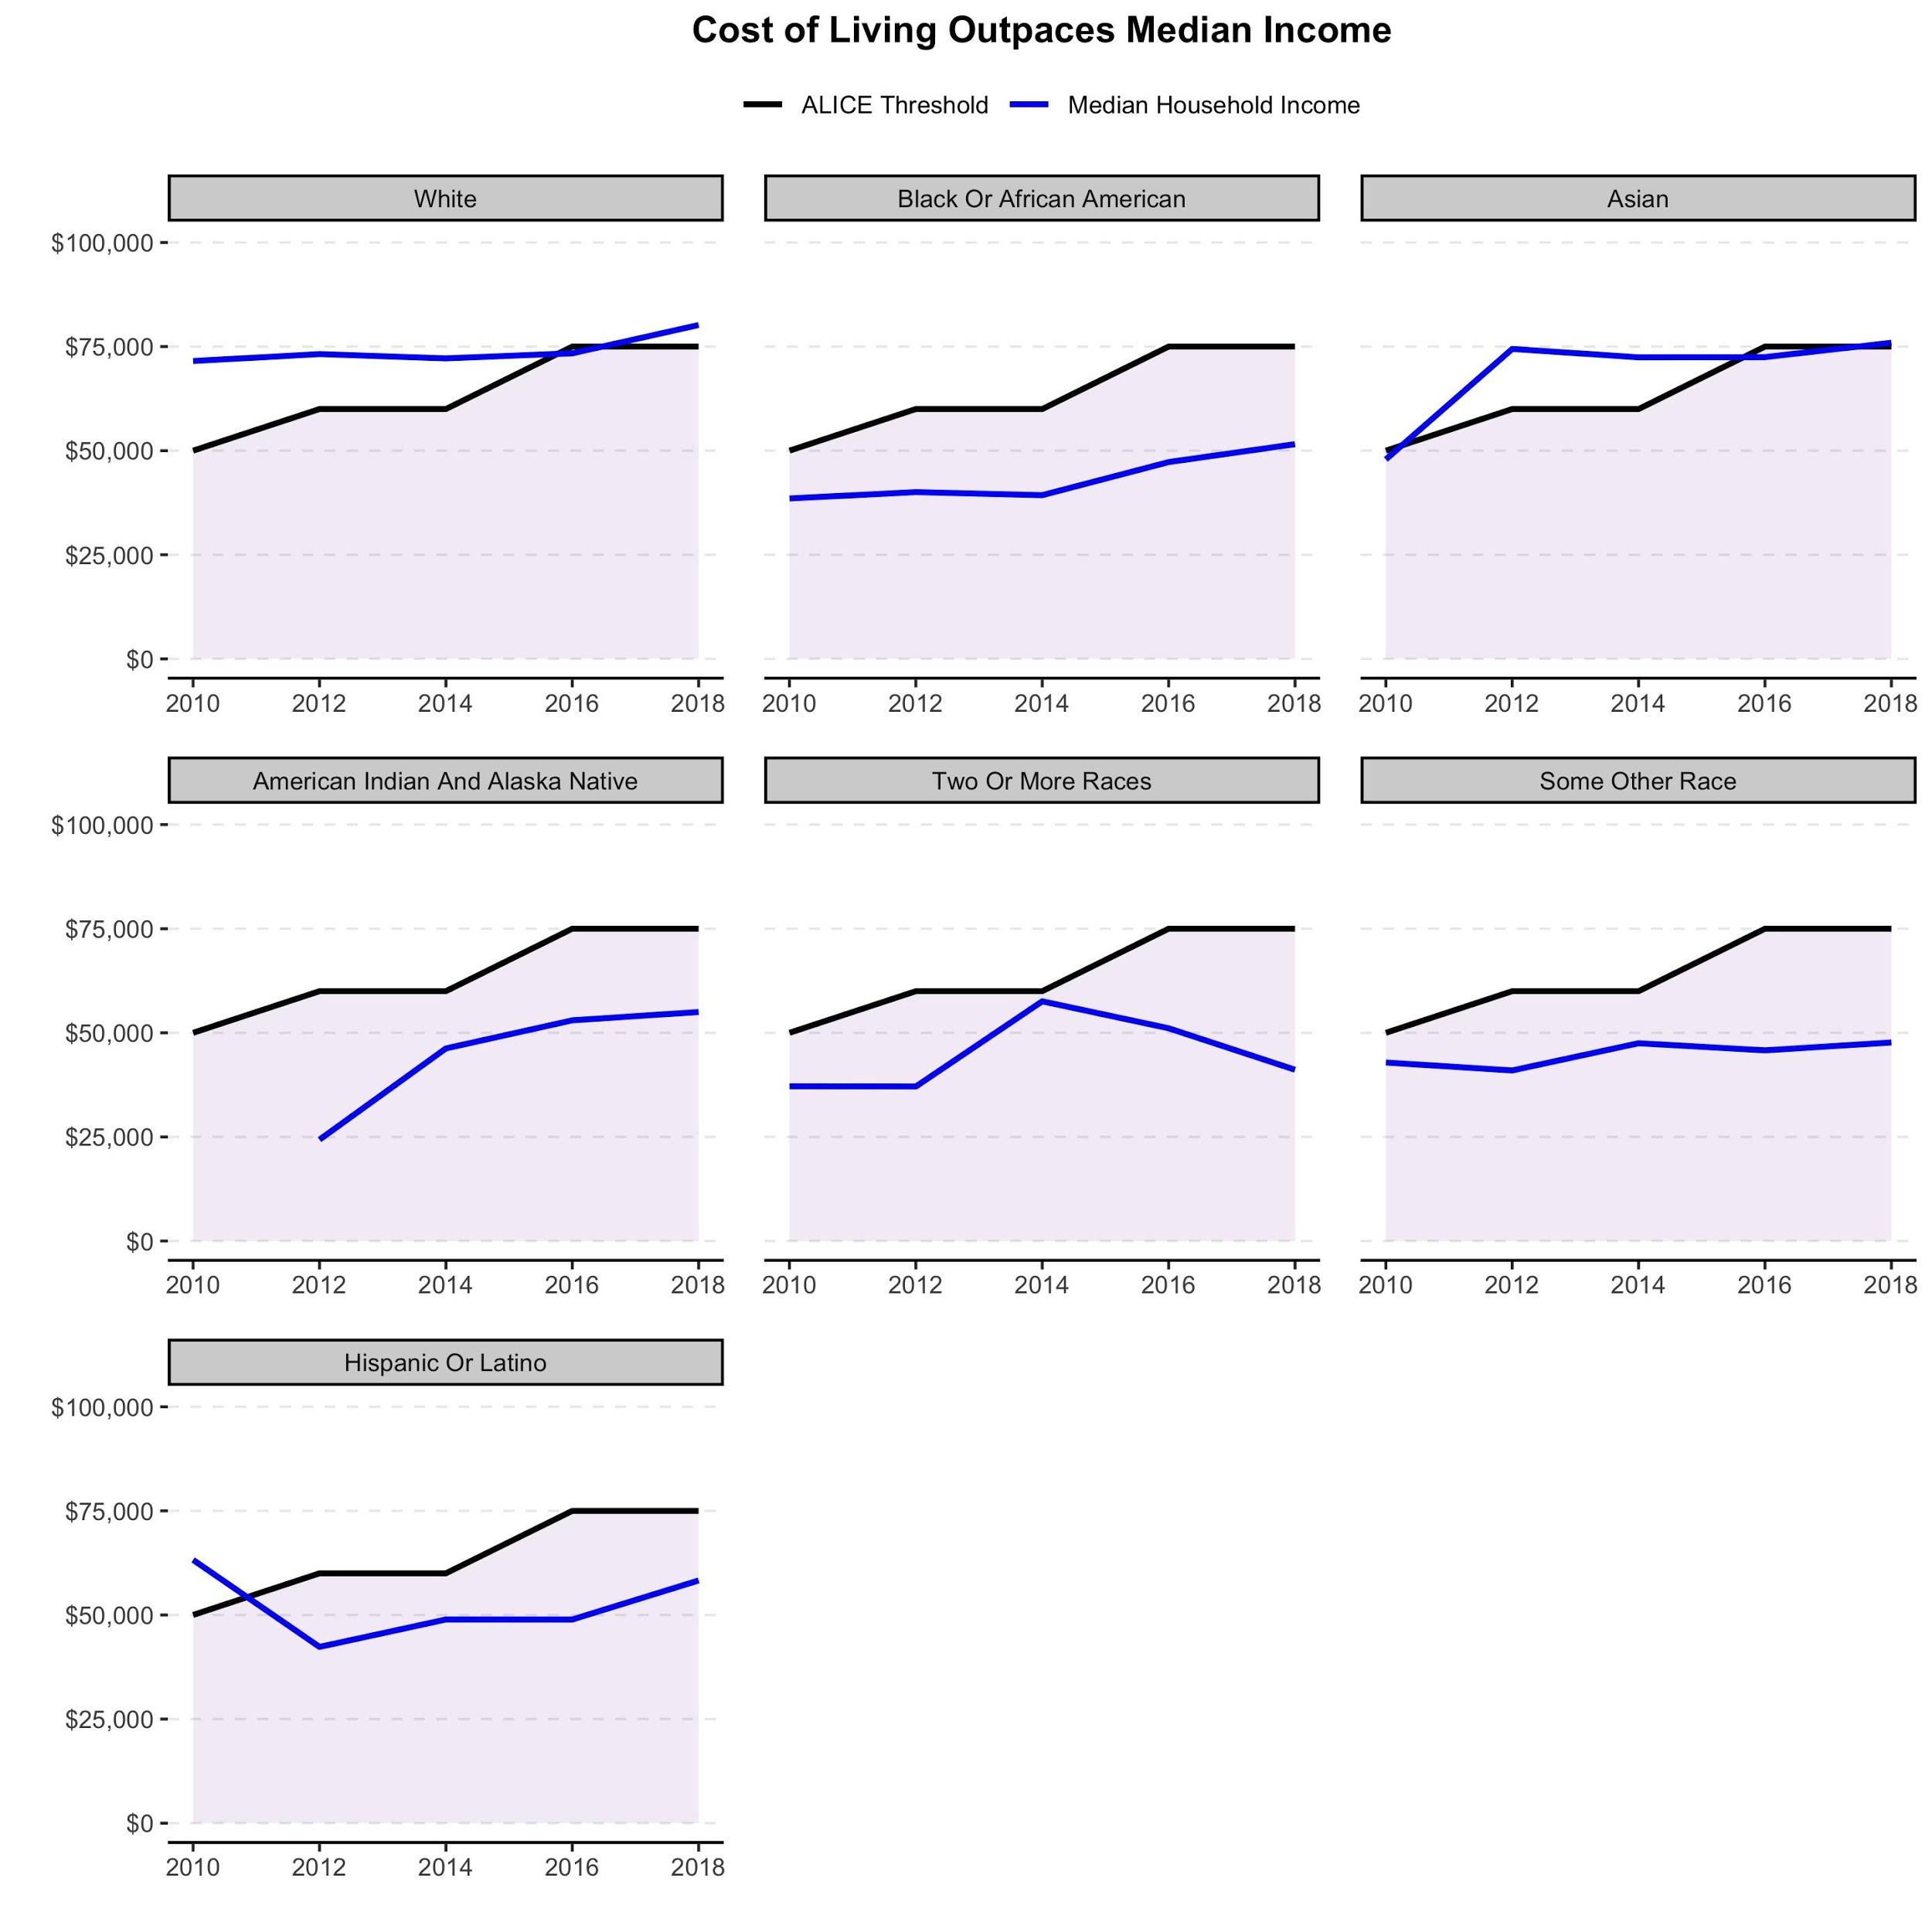 Cost of Living Outpaces Median Income
ALICE Threshold Median Household Income
White Black Or African American Asian
$100,000
$75,000
$50,000
$25,000
$0
2010 2012 2014 2016 2018 2010 2012 2014 2016 2018 2010 2012 2014 2016 2018
American Indian And Alaska Native Two Or More Races Some Other Race
$100,000
$75,000
$50,000
$25,000
$0
2010 2012 2014 2016 2018 2010 2012 2014 2016 2018 2010 2012 2014 2016 2018
Hispanic Or Latino
$100,000
$75,000
$50,000
$25,000
$0
2010 2012 2014 2016 2018